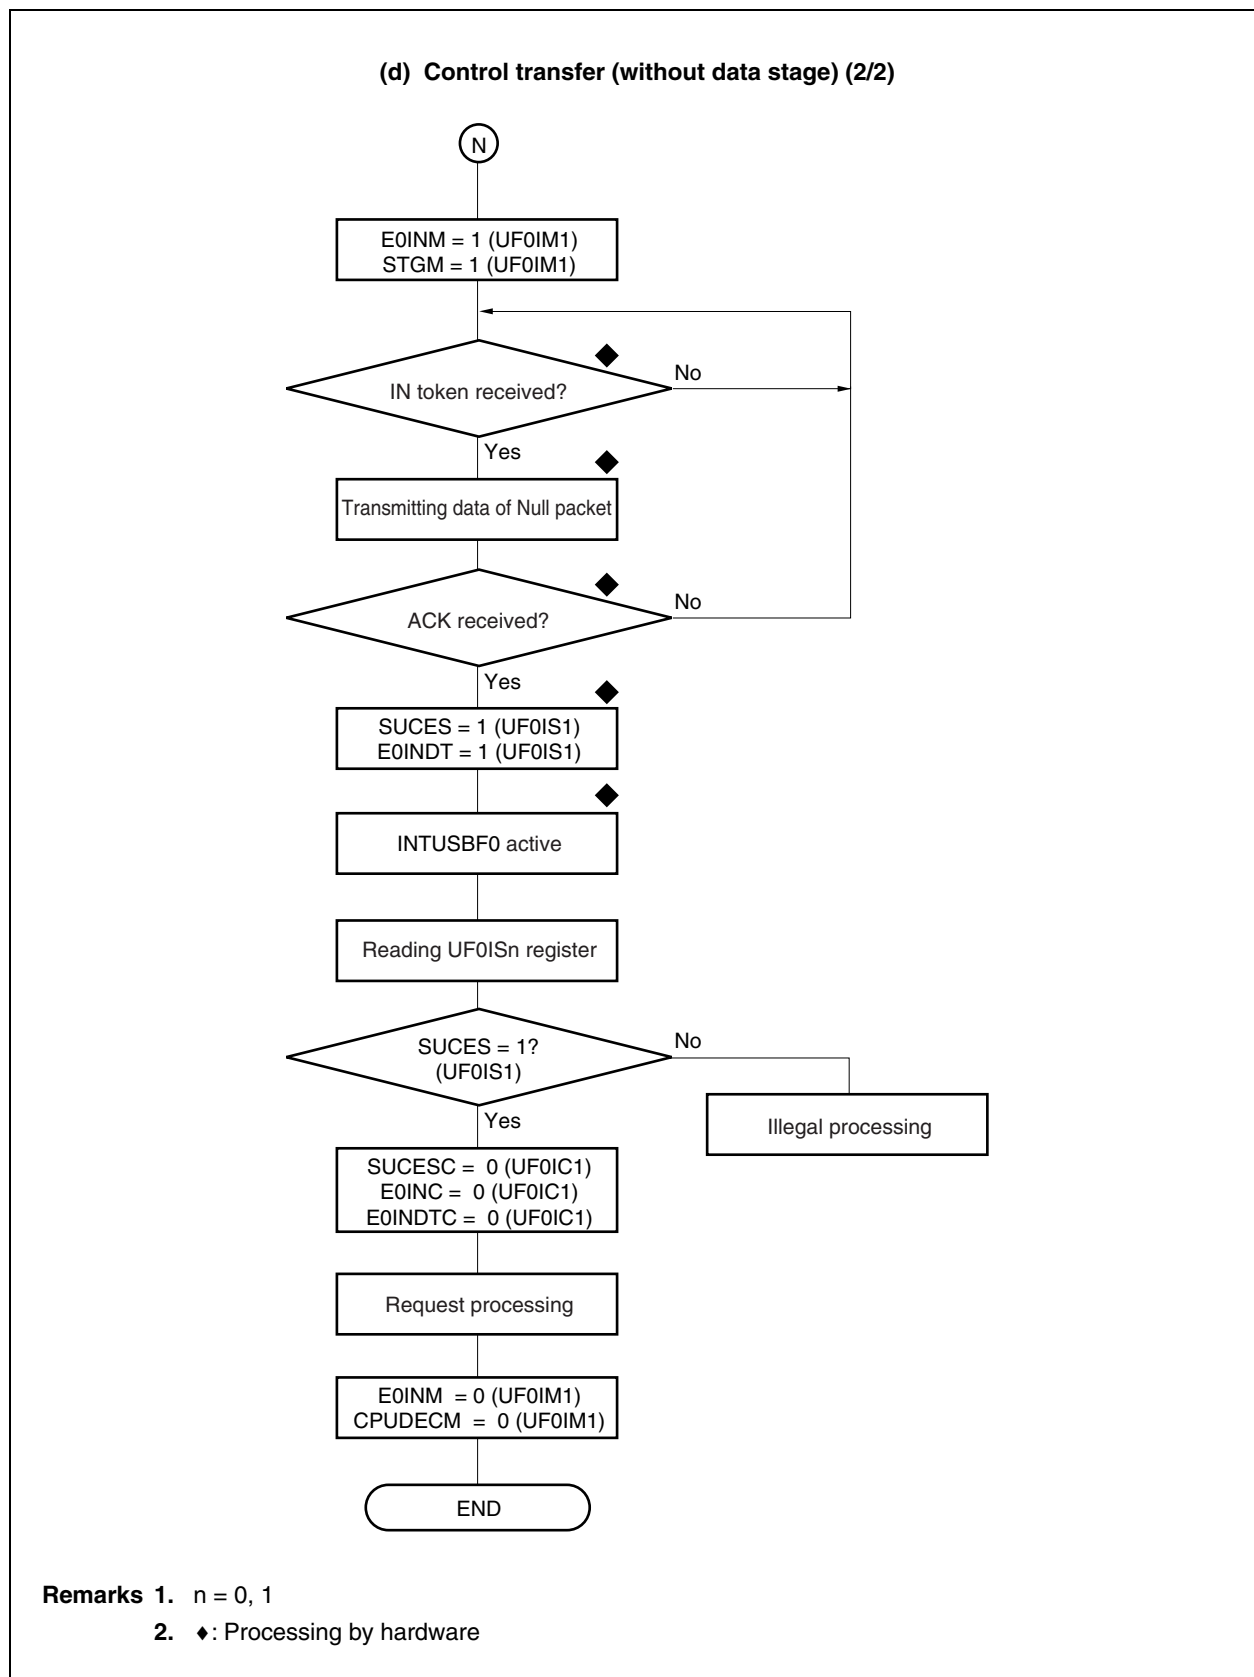 (d) Control transfer (without data stage) (2/2)
N
E0INM = 1 (UF0IM1)
STGM = 1 (UF0IM1)
IN token received?
No
Yes
Transmitting data of Null packet
ACK received?
No
Yes
SUCES = 1 (UF0IS1)
E0INDT = 1 (UF0IS1)
INTUSBF0 active
Reading UF0ISn register
SUCES = 1?
(UF0IS1)
No
Yes
Illegal processing
SUCESC = 0 (UF0IC1)
E0INC = 0 (UF0IC1)
E0INDTC = 0 (UF0IC1)
Request processing
E0INM = 0 (UF0IM1)
CPUDECM = 0 (UF0IM1)
END
Remarks 1. n = 0, 1
2. ♦: Processing by hardware